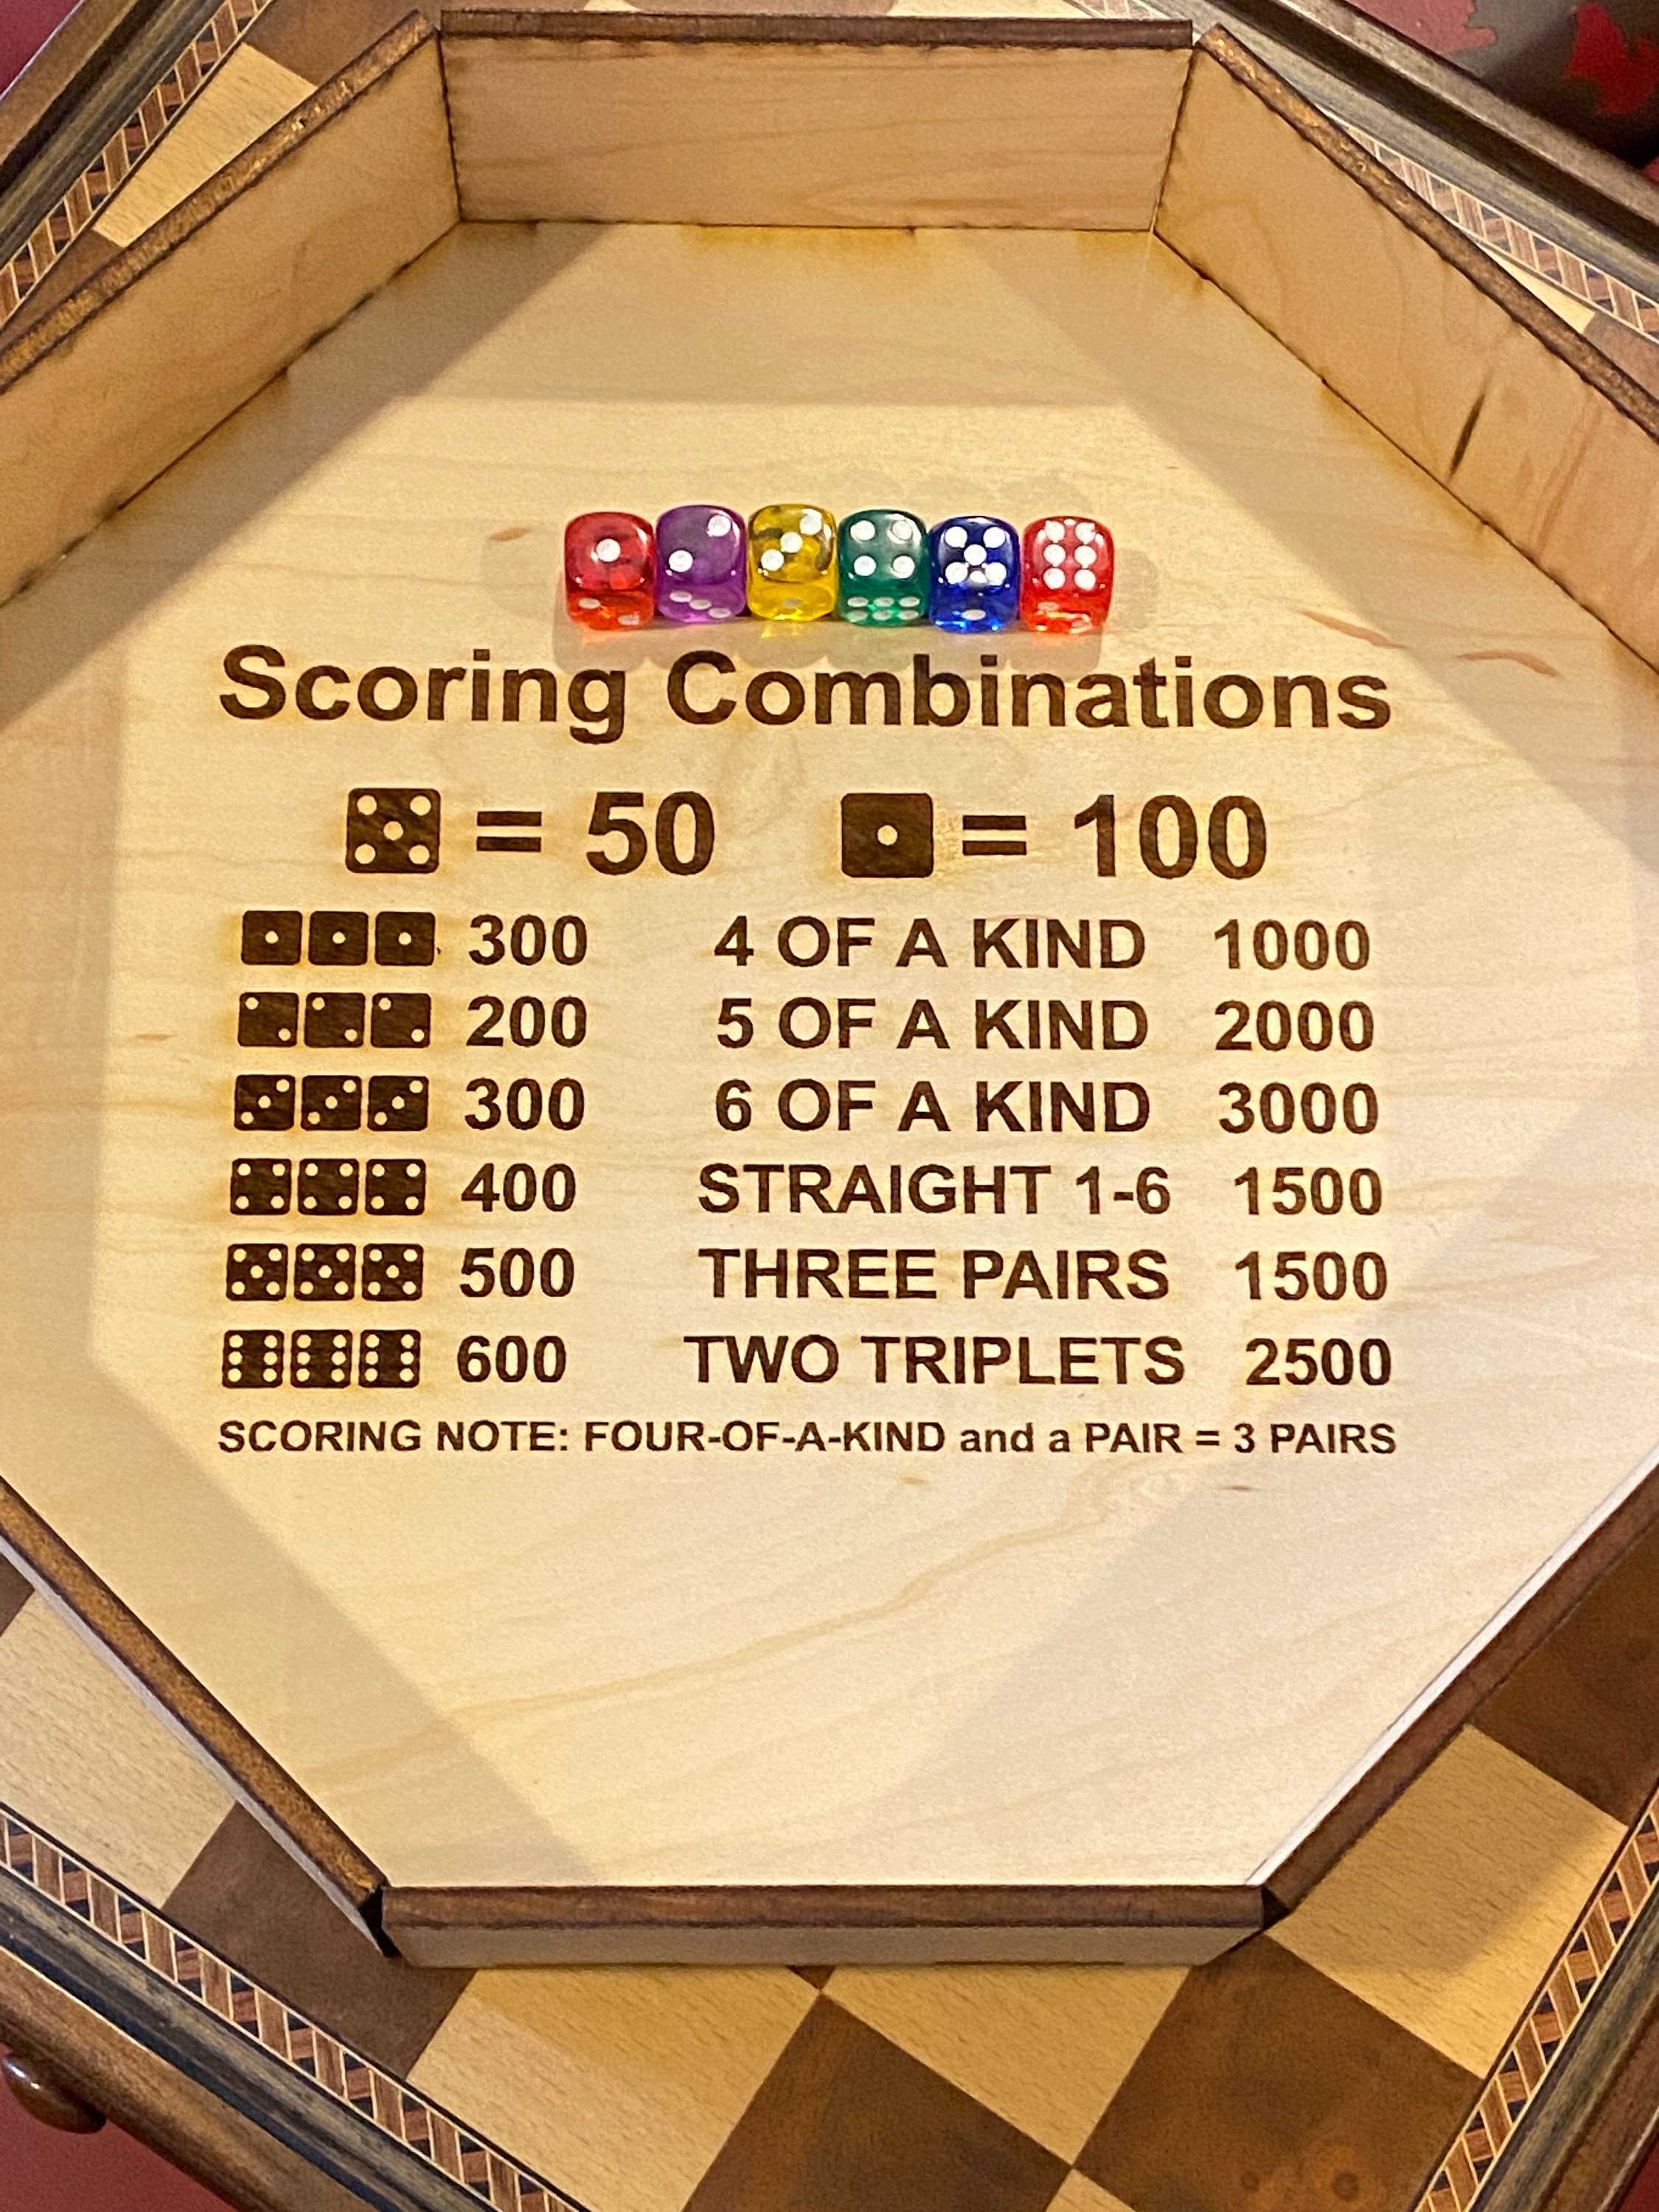 Scoring Combinations
= 50 = 100
300 4 OF A KIND 1000
200 5 OF A KIND 2000
300 6 OF A KIND 3000
400 STRAIGHT 1-6 1500
500 THREE PAIRS 1500
600 TWO TRIPLETS 2500
SCORING NOTE: FOUR-OF-A-KIND and a PAIR = 3 PAIRS